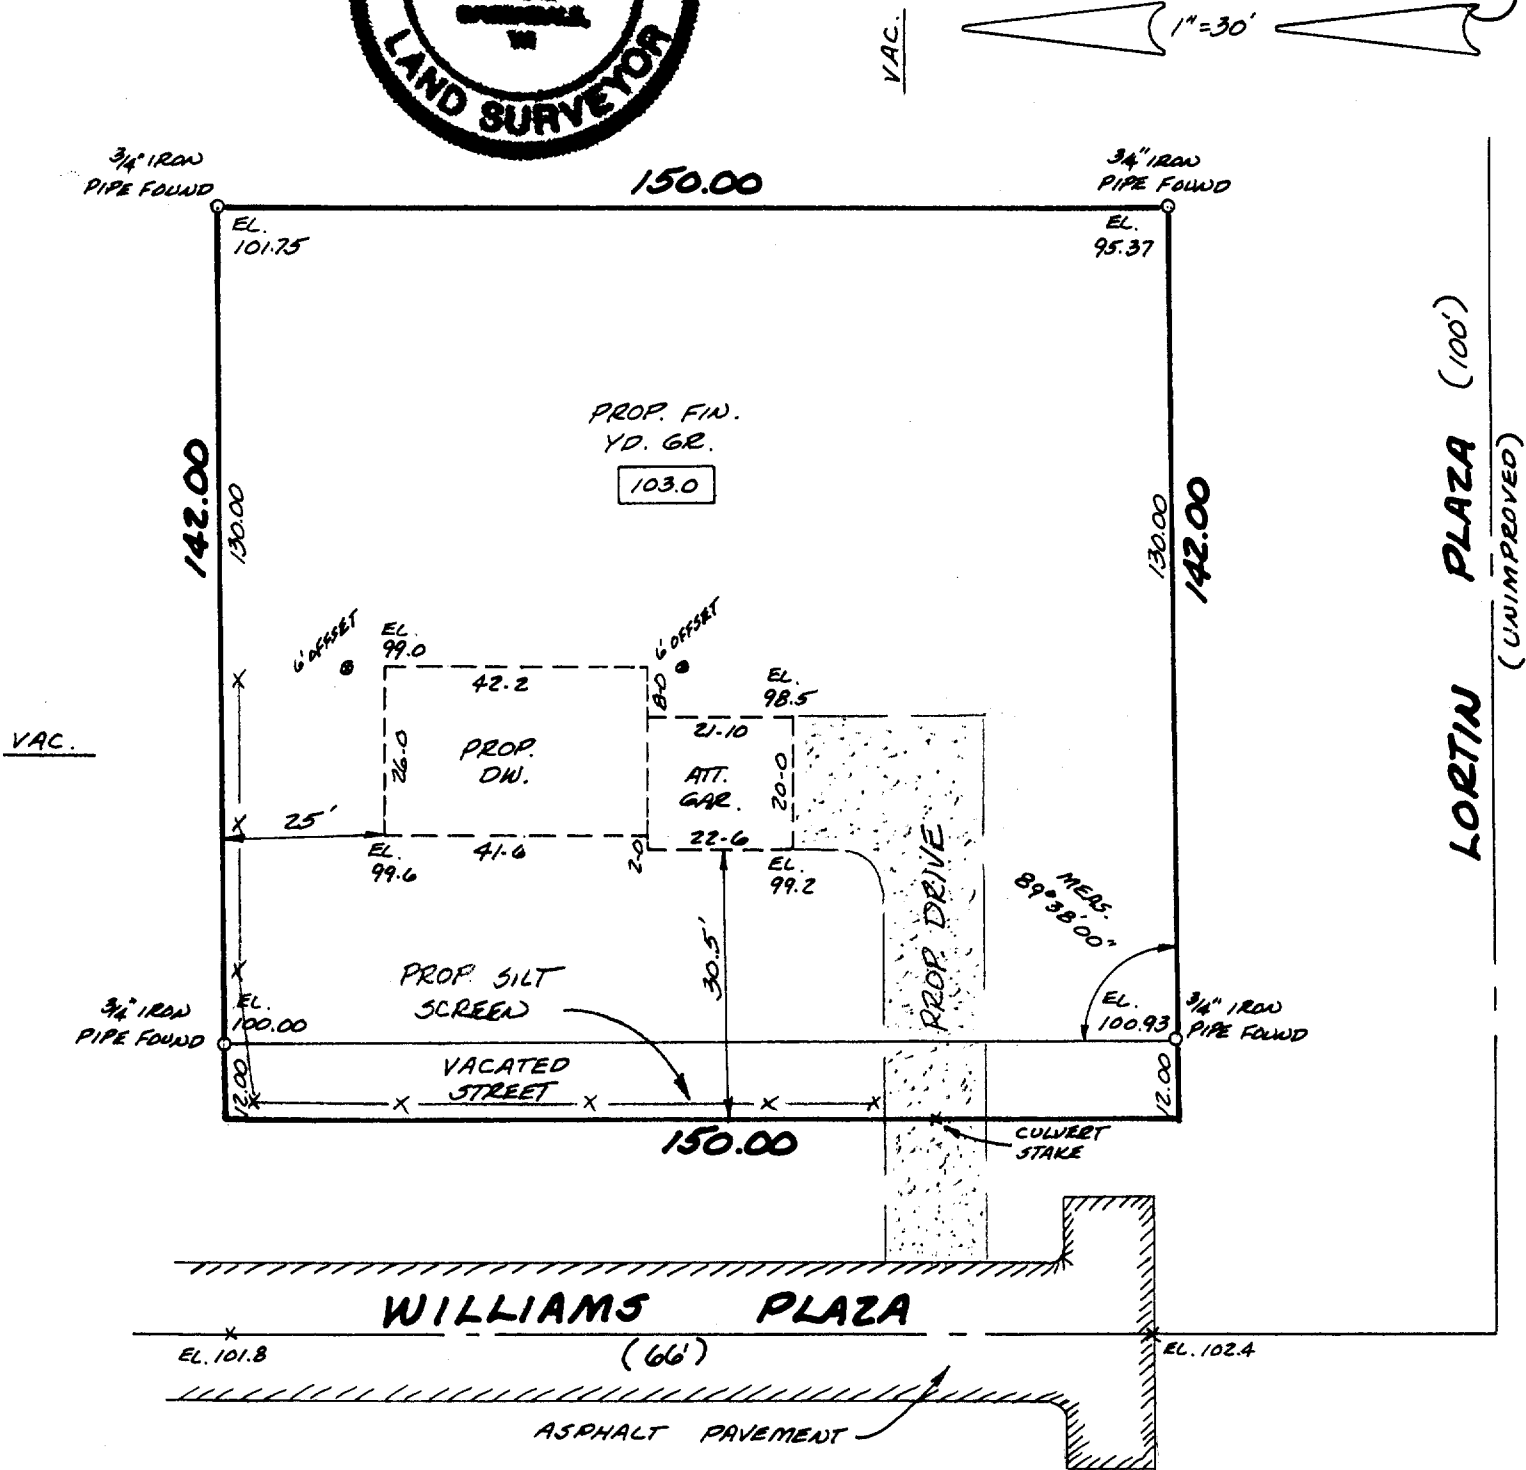 LAND SURVEYOR
VAC.
1"=30'
3/4" IRON
PIPE FOUND
150.00
3/4" IRON
PIPE FOUND
EL.
101.75
EL.
95.37
PROP. FIN.
YD. GR.
103.0
142.00
130.00
130.00
142.00
LORTIN PLAZA (100')
(UNIMPROVED)
6' OFFSET
EL.
99.0
6' OFFSET
42-2
8-0
EL.
98.5
21-10
VAC.
26-0
PROP.
DW.
ATT.
GAR.
20-0
25'
EL.
99.6
41-6
2-0
22-6
EL.
99.2
PROP. DRIVE
MEAS.
89°38'00"
30.5'
PROP. SILT
SCREEN
3/4" IRON
PIPE FOUND
EL.
100.00
EL.
100.93
3/4" IRON
PIPE FOUND
VACATED
STREET
12.00
12.00
150.00
CULVERT
STAKE
WILLIAMS PLAZA
(66')
EL. 101.8
EL. 102.4
ASPHALT PAVEMENT